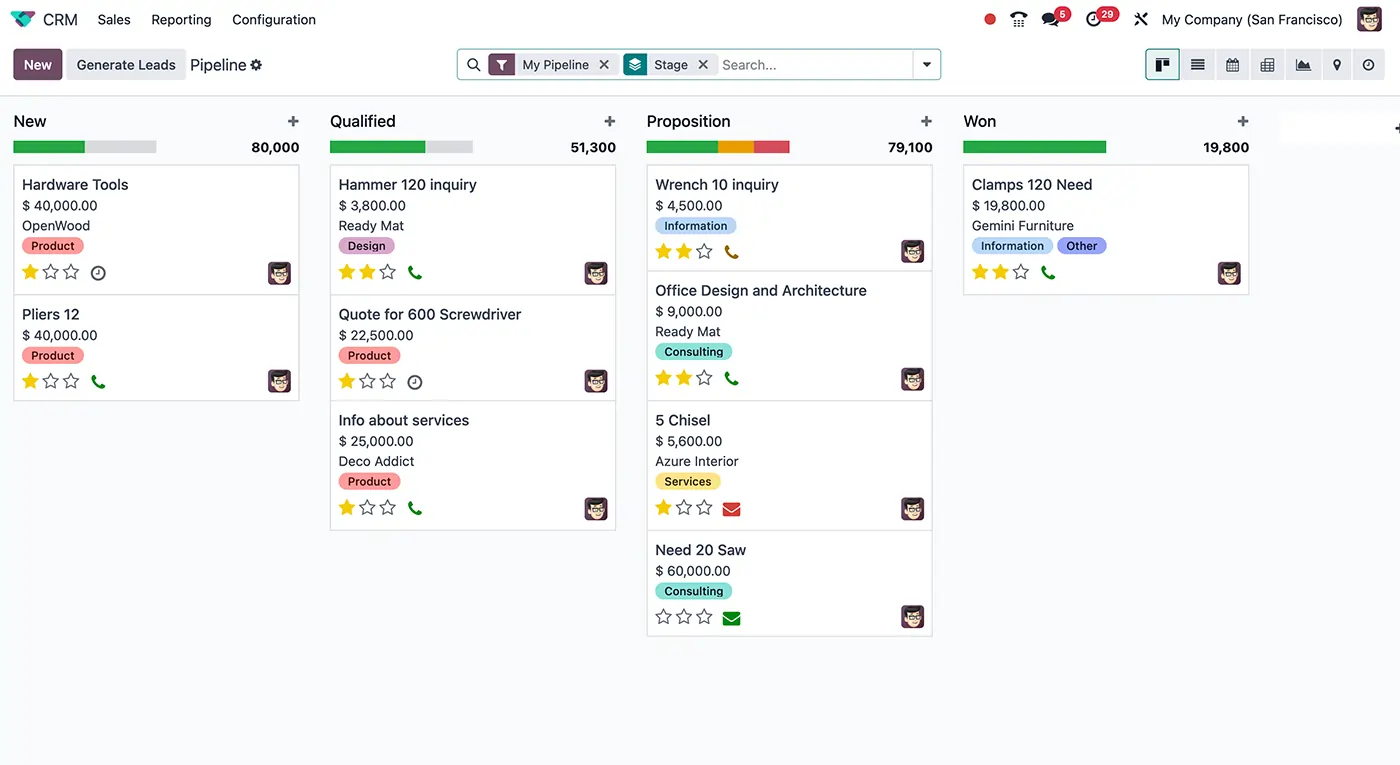 CRM Sales Reporting Configuration 5 29 My Company (San Francisco)
New Generate Leads Pipeline My Pipeline Stage Search...
New
80,000
Hardware Tools
$ 40,000.00
OpenWood
Product
Pliers 12
$ 40,000.00
Product
Qualified
51,300
Hammer 120 inquiry
$ 3,800.00
Ready Mat
Design
Quote for 600 Screwdriver
$ 22,500.00
Product
Info about services
$ 25,000.00
Deco Addict
Product
Proposition
79,100
Wrench 10 inquiry
$ 4,500.00
Information
Office Design and Architecture
$ 9,000.00
Ready Mat
Consulting
5 Chisel
$ 5,600.00
Azure Interior
Services
Need 20 Saw
$ 60,000.00
Consulting
Won
19,800
Clamps 120 Need
$ 19,800.00
Gemini Furniture
Information Other